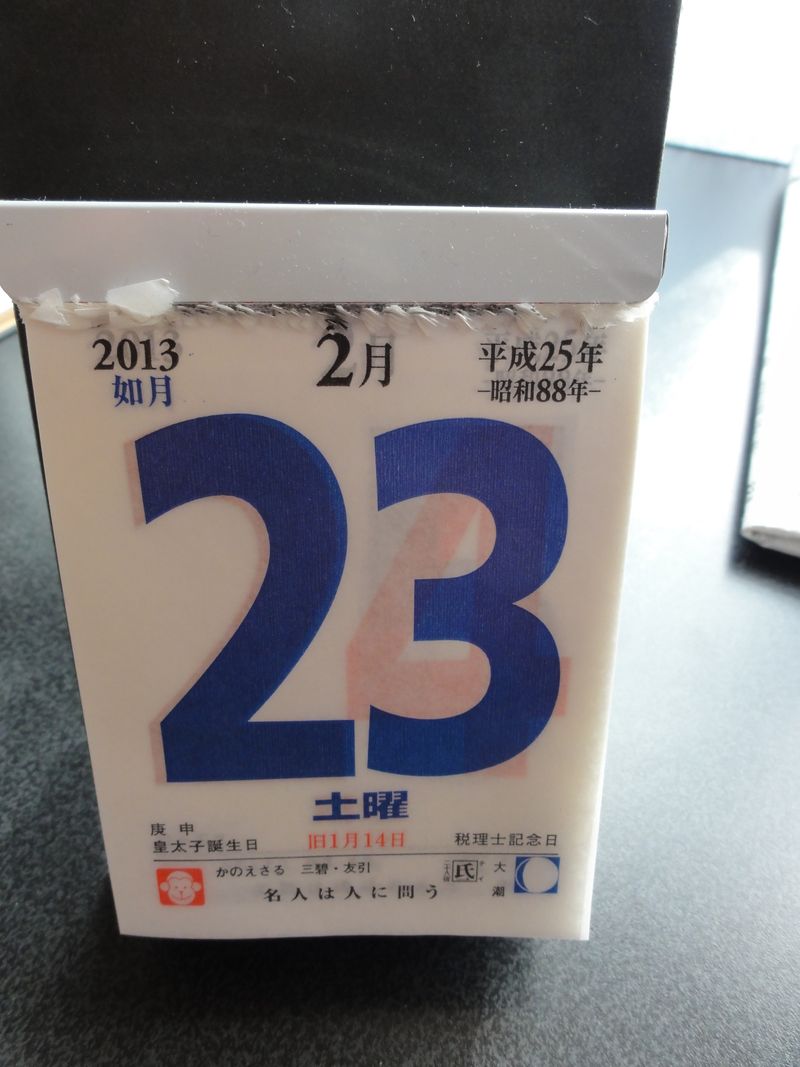 2013 2月 平成25年
如月 –昭和88年–
23
土曜
庚申
皇太子誕生日 旧1月14日 税理士記念日
かのえさる 三碧・友引 氐 大潮
名人は人に問う